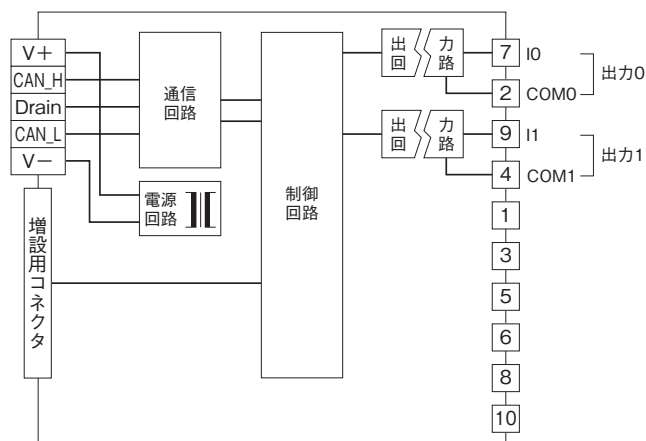 V+
CAN_H
Drain
CAN_L
V−
増設用コネクタ
通信
回路
電源
回路
制御
回路
出力
回路
出力
回路
7 I0
2 COM0
出力0
9 I1
4 COM1
出力1
1
3
5
6
8
10